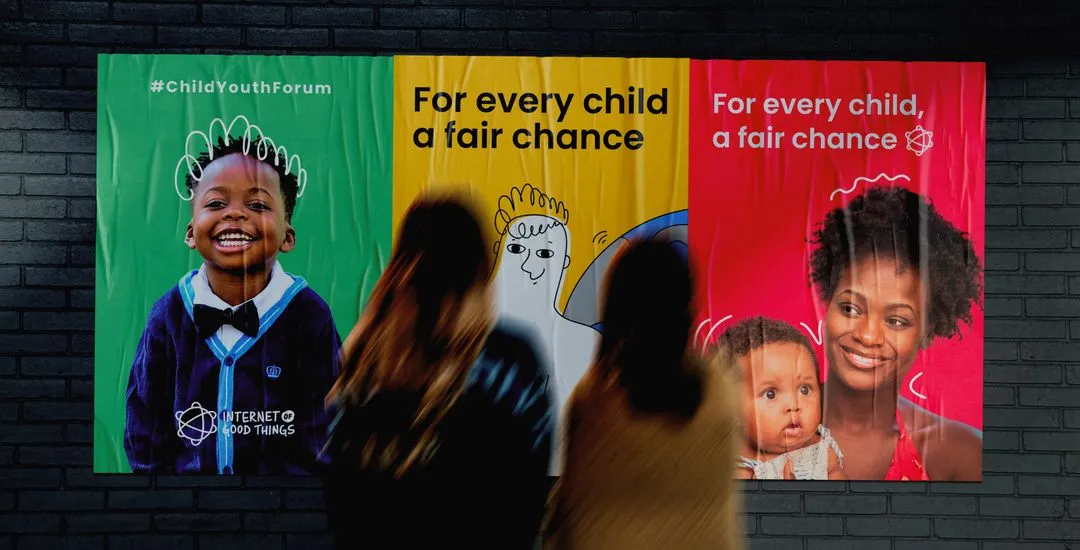 #ChildYouthForum
INTERNET OF
GOOD THINGS
For every child
a fair chance
For every child,
a fair chance